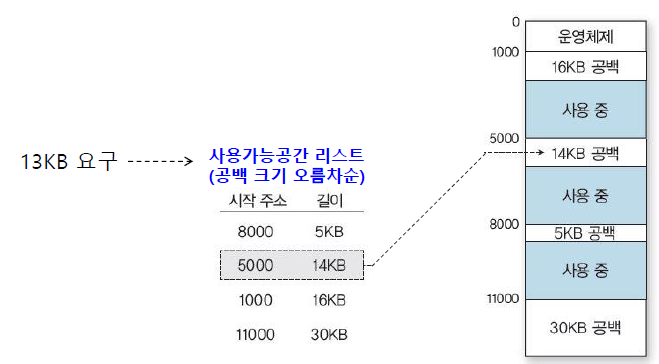 13KB 요구
사용가능공간 리스트
(공백 크기 오름차순)
시작 주소 길이
8000 5KB
5000 14KB
1000 16KB
11000 30KB
0
운영체제
1000
16KB 공백
사용 중
5000
14KB 공백
사용 중
8000
5KB 공백
사용 중
11000
30KB 공백